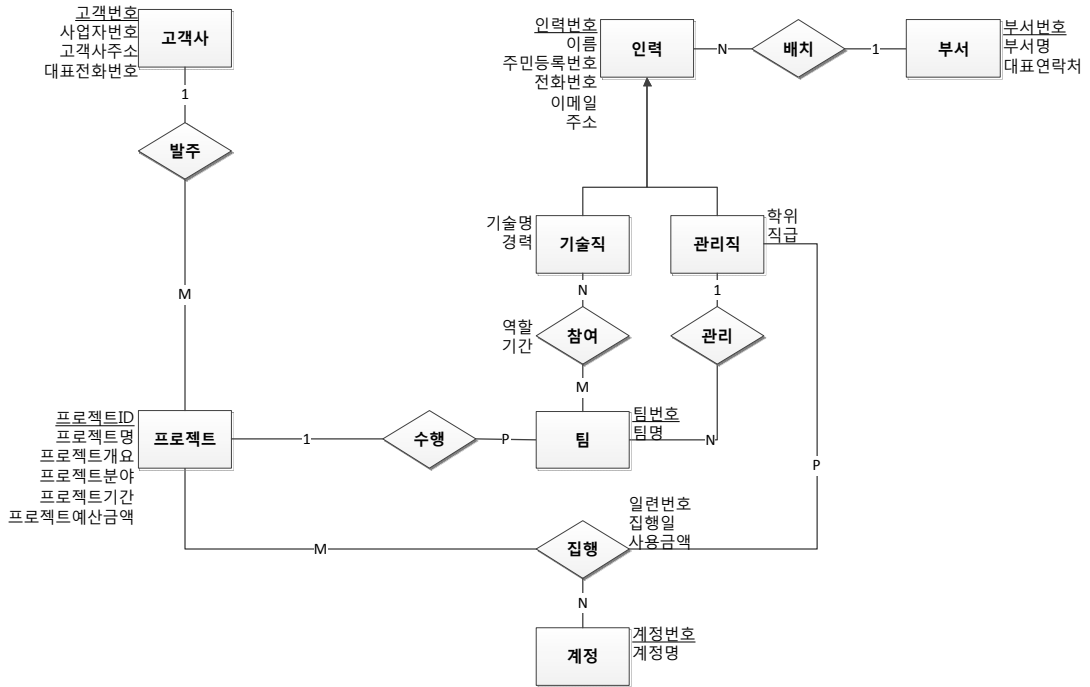 고객번호
사업자번호
고객사주소
대표전화번호
고객사
1
발주
M
인력번호
이름
주민등록번호
전화번호
이메일
주소
인력
N
배치
1
부서
부서번호
부서명
대표연락처
기술명
경력
기술직
관리직
학위
직급
N
1
역할
기간
참여
관리
M
프로젝트ID
프로젝트명
프로젝트개요
프로젝트분야
프로젝트기간
프로젝트예산금액
프로젝트
1
수행
P
팀
팀번호
팀명
N
P
일련번호
집행일
사용금액
M
집행
N
계정
계정번호
계정명